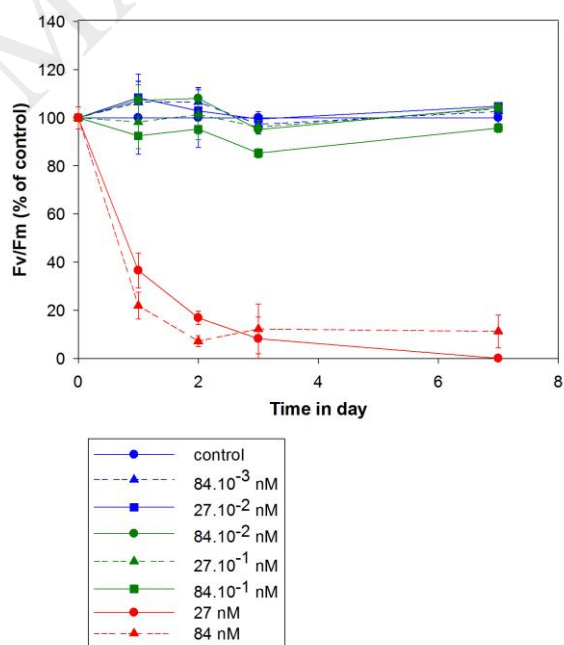 140
120
100
80
60
40
20
0
Fv/Fm (% of control)
0 2 4 6 8
Time in day
control
84.10⁻³ nM
27.10⁻² nM
84.10⁻² nM
27.10⁻¹ nM
84.10⁻¹ nM
27 nM
84 nM